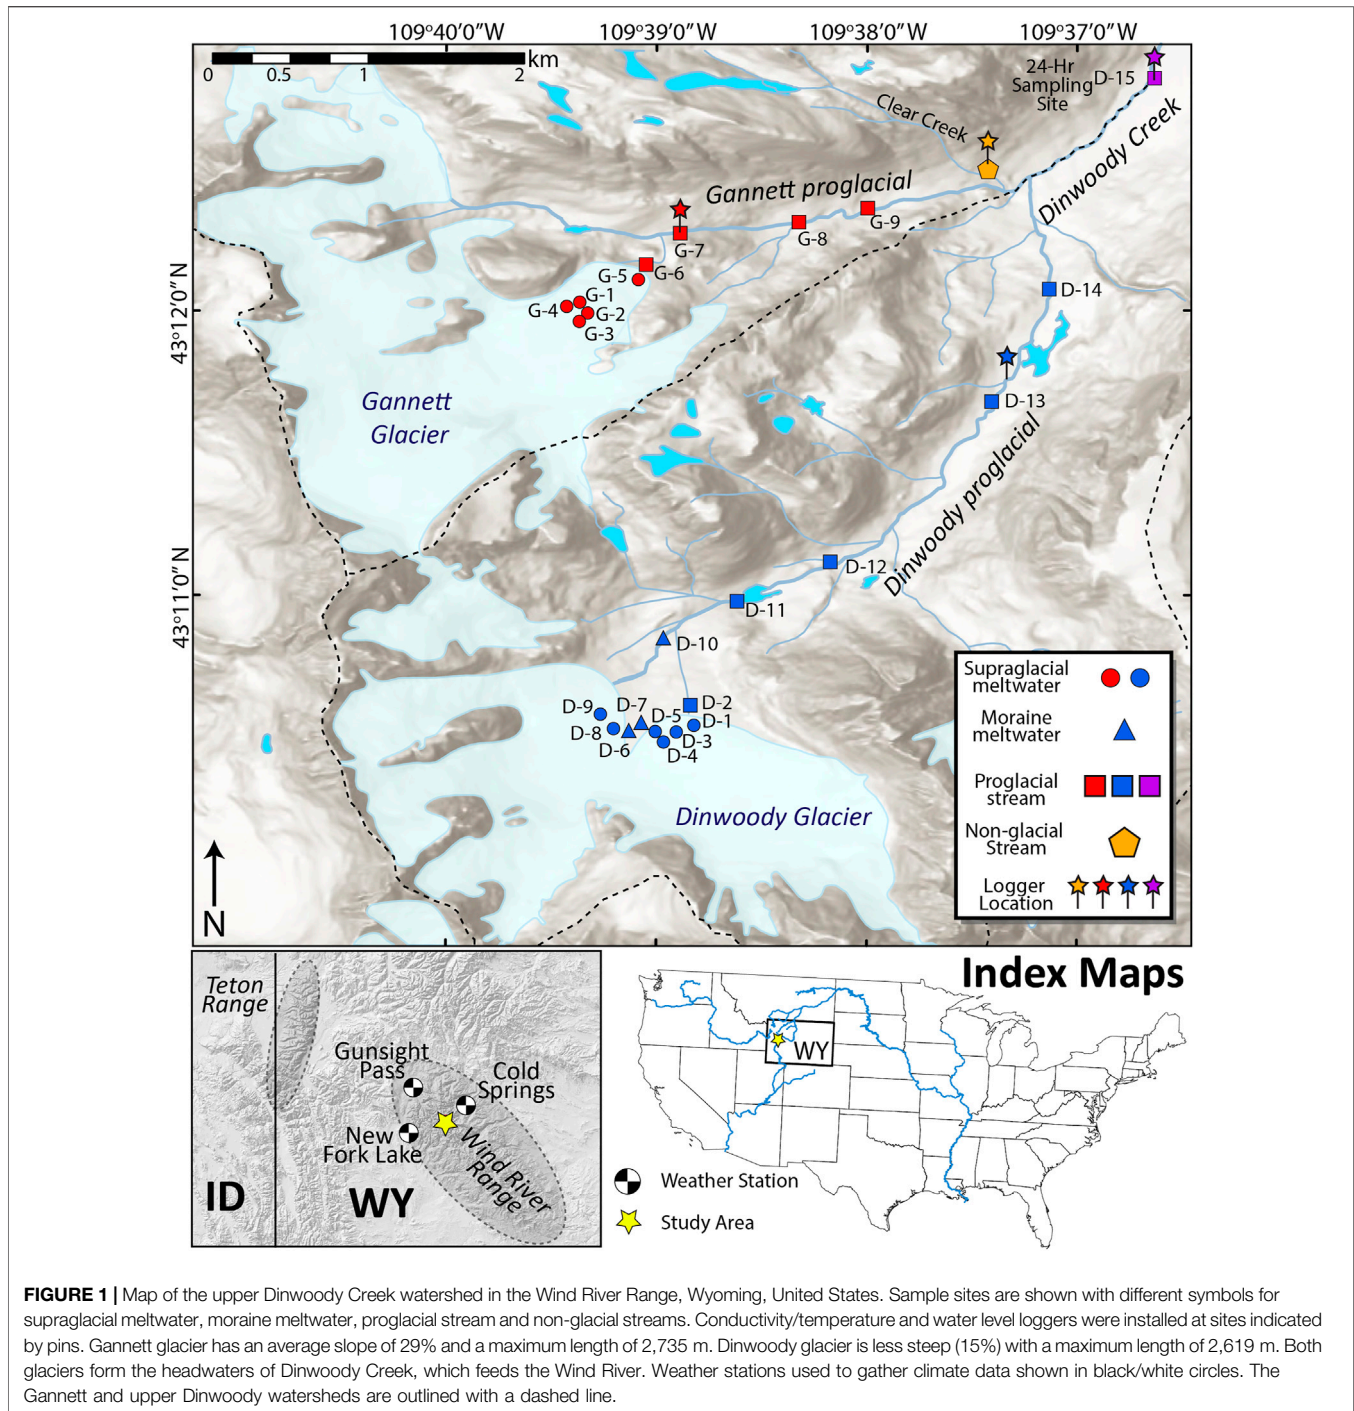 109°40'0"W
109°39'0"W
109°38'0"W
109°37'0"W
0
0.5
1
2
km
24-Hr
Sampling
Site
D-15
Clear Creek
Dinwoody Creek
Gannett proglacial
G-9
G-8
G-7
G-6
G-5
G-1
G-4
G-2
G-3
43°12'0"N
D-14
D-13
Gannett
Glacier
Dinwoody proglacial
43°11'0"N
D-12
D-11
D-10
D-9
D-7
D-2
D-5
D-1
D-8
D-3
D-6
D-4
Dinwoody Glacier
N
Supraglacial
meltwater
Moraine
meltwater
Proglacial
stream
Non-glacial
Stream
Logger
Location
Index Maps
Teton
Range
Gunsight
Pass
Cold
Springs
New
Fork Lake
Wind River
Range
ID
WY
WY
Weather Station
Study Area
FIGURE 1 | Map of the upper Dinwoody Creek watershed in the Wind River Range, Wyoming, United States. Sample sites are shown with different symbols for
supraglacial meltwater, moraine meltwater, proglacial stream and non-glacial streams. Conductivity/temperature and water level loggers were installed at sites indicated
by pins. Gannett glacier has an average slope of 29% and a maximum length of 2,735 m. Dinwoody glacier is less steep (15%) with a maximum length of 2,619 m. Both
glaciers form the headwaters of Dinwoody Creek, which feeds the Wind River. Weather stations used to gather climate data shown in black/white circles. The
Gannett and upper Dinwoody watersheds are outlined with a dashed line.